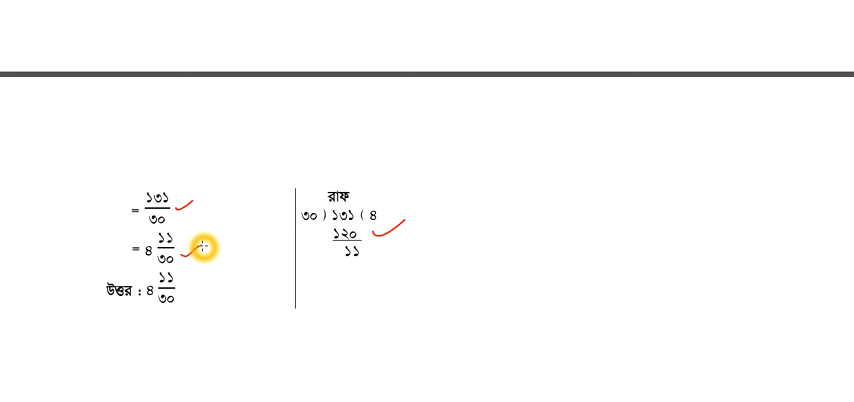 = ১৩১/৩০
= ৪ ১১/৩০
উত্তর : ৪ ১১/৩০
রাফ
৩০ ) ১৩১ ( ৪
১২০
১১